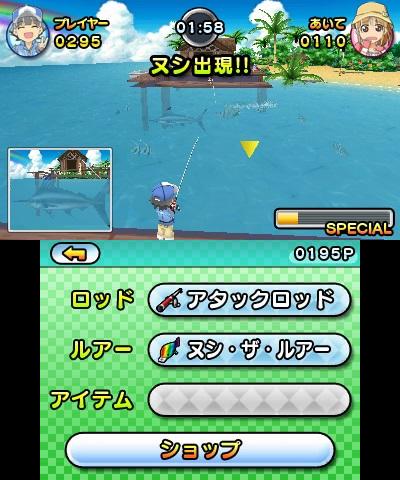 プレイヤー
0295
01:58
あいて
0110
ヌシ出現!!
SPECIAL
0195P
ロッド
アタックロッド
ルアー
ヌシ・ザ・ルアー
アイテム
ショップ